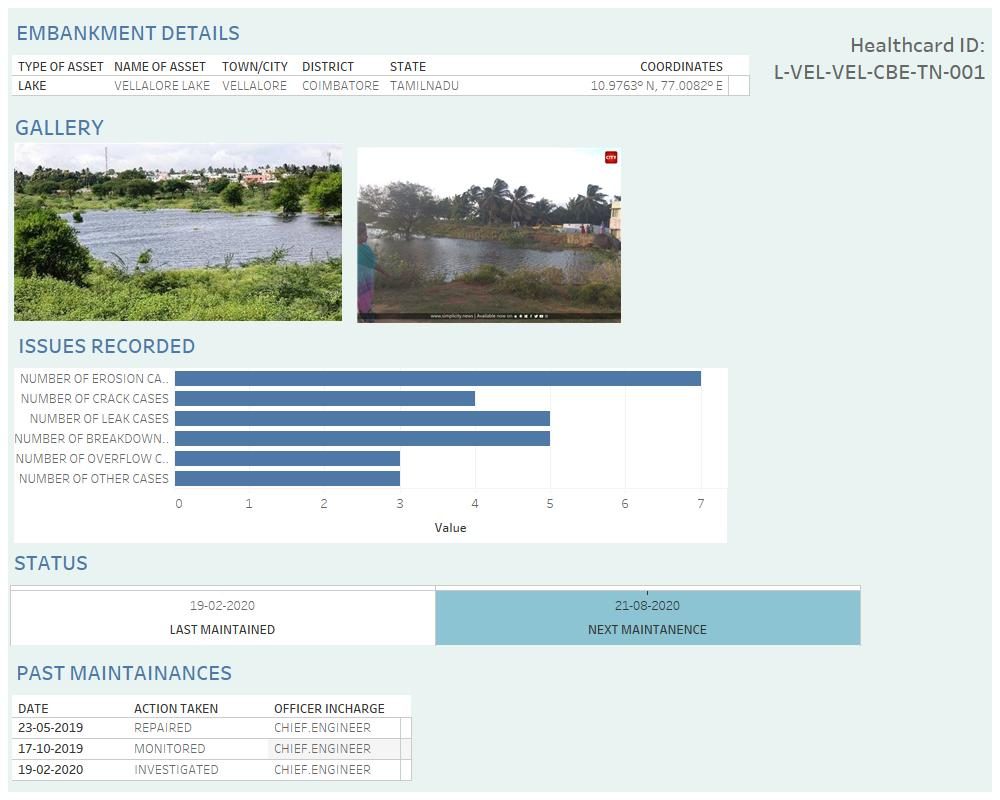 EMBANKMENT DETAILS
Healthcard ID:
L-VEL-VEL-CBE-TN-001
TYPE OF ASSET NAME OF ASSET TOWN/CITY DISTRICT STATE COORDINATES
LAKE VELLALORE LAKE VELLALORE COIMBATORE TAMILNADU 10.9763º N, 77.0082º E
GALLERY
CITY
www.simplicity.news | Available now on
ISSUES RECORDED
NUMBER OF EROSION CA..
NUMBER OF CRACK CASES
NUMBER OF LEAK CASES
NUMBER OF BREAKDOWN..
NUMBER OF OVERFLOW C..
NUMBER OF OTHER CASES
0 1 2 3 4 5 6 7
Value
STATUS
19-02-2020 21-08-2020
LAST MAINTAINED NEXT MAINTANENCE
PAST MAINTAINANCES
DATE ACTION TAKEN OFFICER INCHARGE
23-05-2019 REPAIRED CHIEF.ENGINEER
17-10-2019 MONITORED CHIEF.ENGINEER
19-02-2020 INVESTIGATED CHIEF.ENGINEER